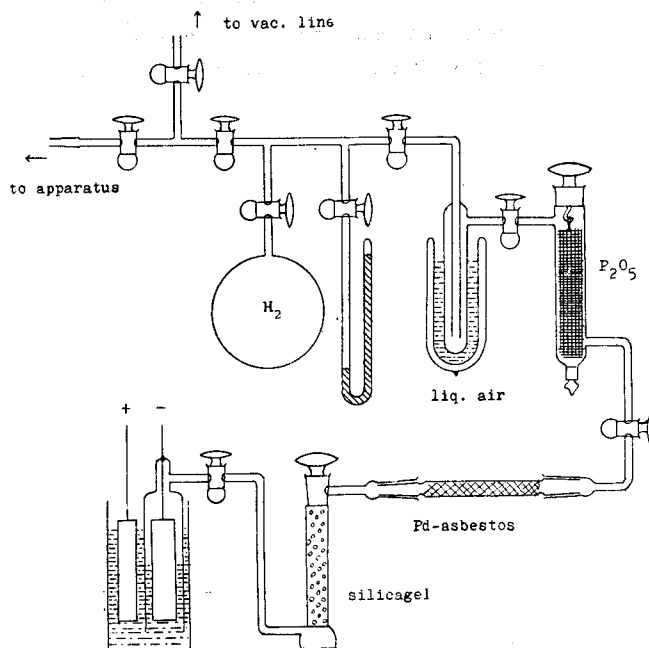 to vac. line
to apparatus
H₂
P₂O₅
liq. air
+ -
Pd-asbestos
silicagel